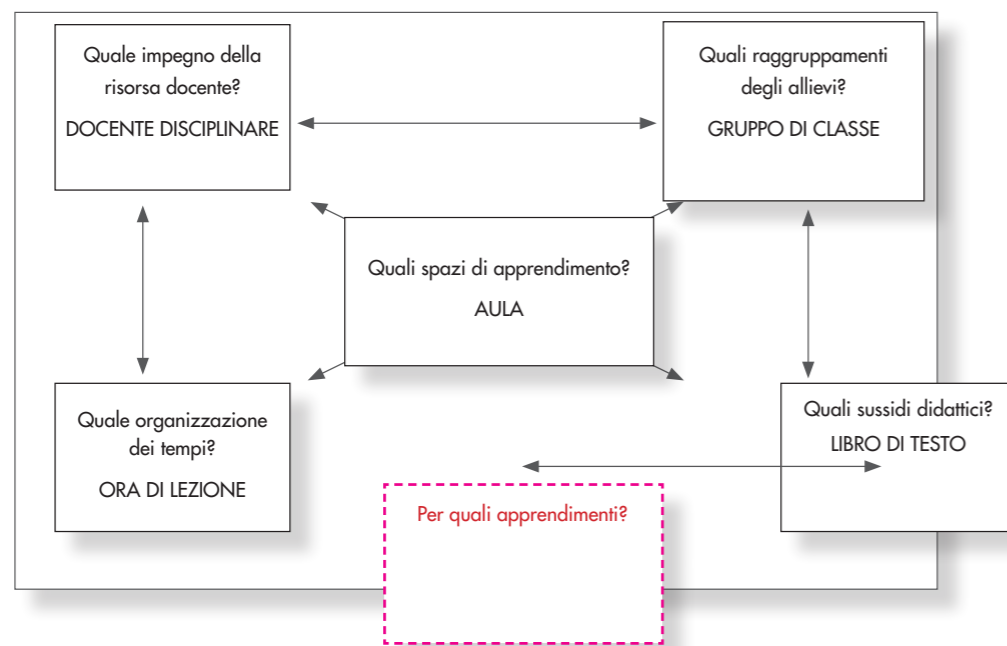 Quale impegno della
risorsa docente?
DOCENTE DISCIPLINARE
Quali raggruppamenti
degli allievi?
GRUPPO DI CLASSE
Quali spazi di apprendimento?
AULA
Quale organizzazione
dei tempi?
ORA DI LEZIONE
Quali sussidi didattici?
LIBRO DI TESTO
Per quali apprendimenti?